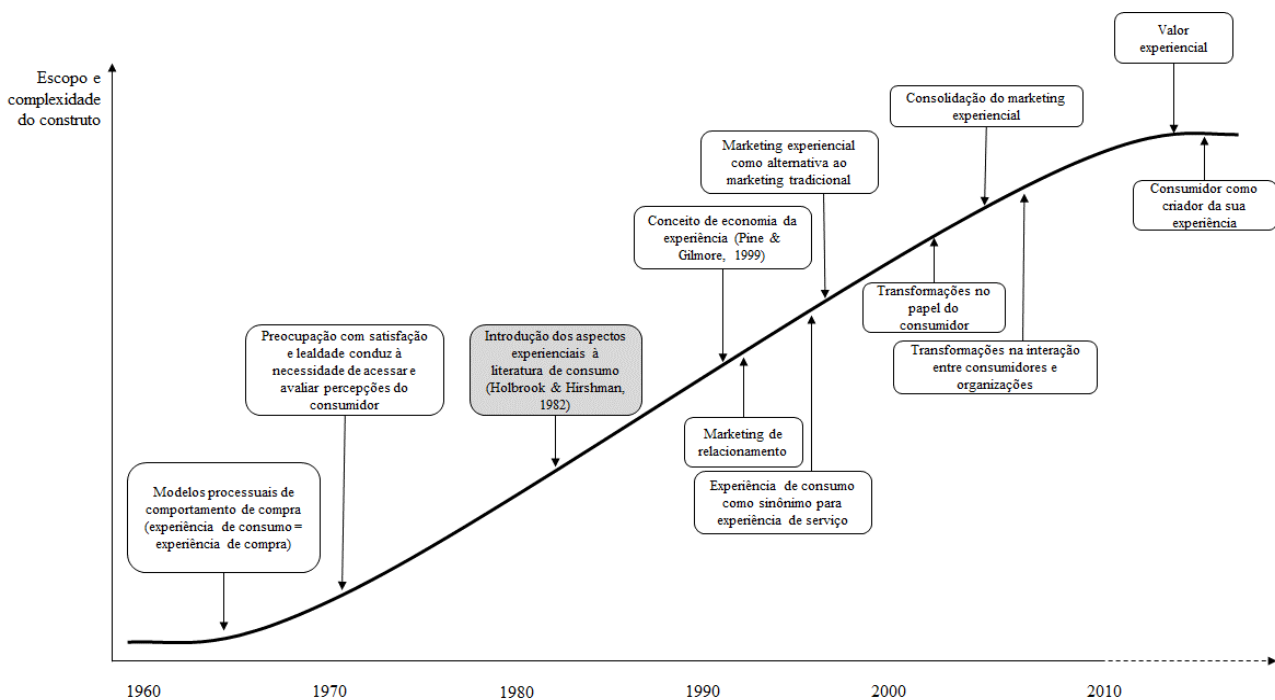 Valor
experiencial
Escopo e
complexidade
do construto
Consolidação do marketing
experiencial
Marketing experiencial
como alternativa ao
marketing tradicional
Consumidor como
criador da sua
experiência
Conceito de economia da
experiência (Pine &
Gilmore, 1999)
Transformações no
papel do
consumidor
Preocupação com satisfação
e lealdade conduz à
necessidade de acessar e
avaliar percepções do
consumidor
Introdução dos aspectos
experienciais à
literatura de consumo
(Holbrook & Hirshman,
1982)
Transformações na interação
entre consumidores e
organizações
Marketing de
relacionamento
Modelos processuais de
comportamento de compra
(experiência de consumo =
experiência de compra)
Experiência de consumo
como sinônimo para
experiência de serviço
1960 1970 1980 1990 2000 2010